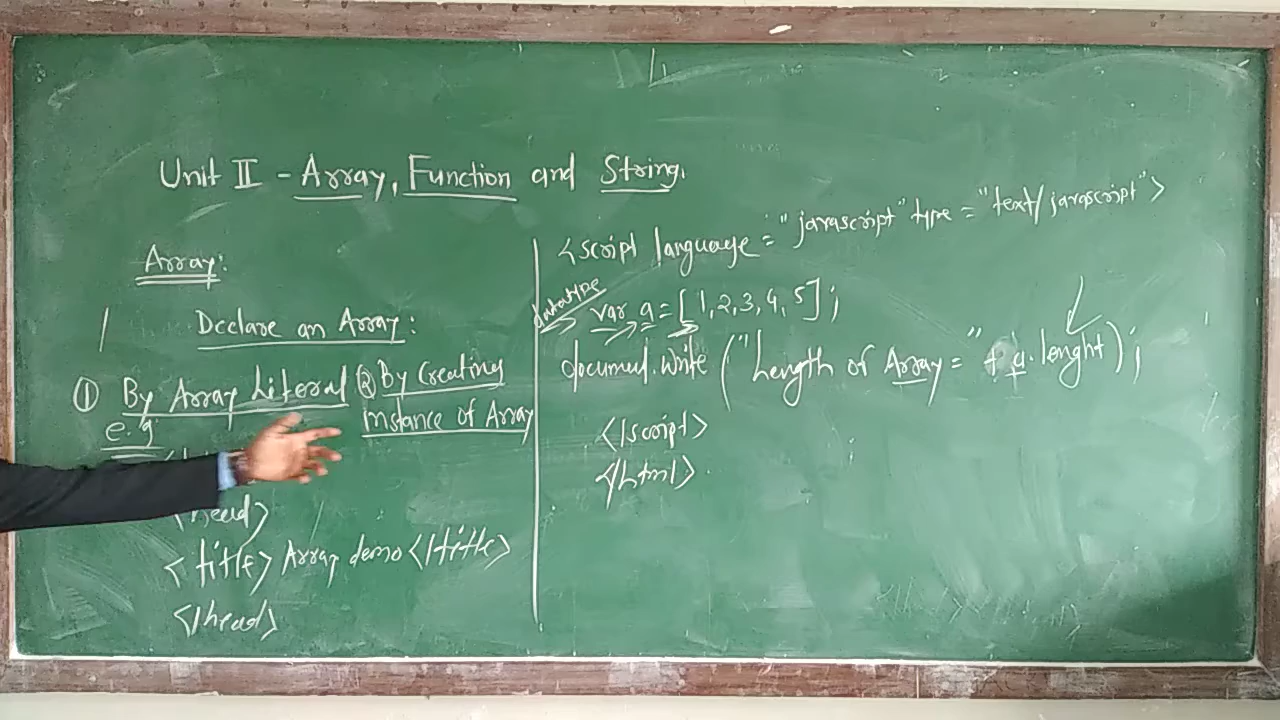 Unit II - Array, Function and String.
Array:
Declare an Array:
① By Array Literal
e.g
<head>
<title> Array demo </title>
</head>
② By Creating
instance of Array
<script language = "javascript" type = "text/javascript">
datatype
var a = [1, 2, 3, 4, 5];
document.write ("Length of Array = " + a.lenght);
</script>
</html>